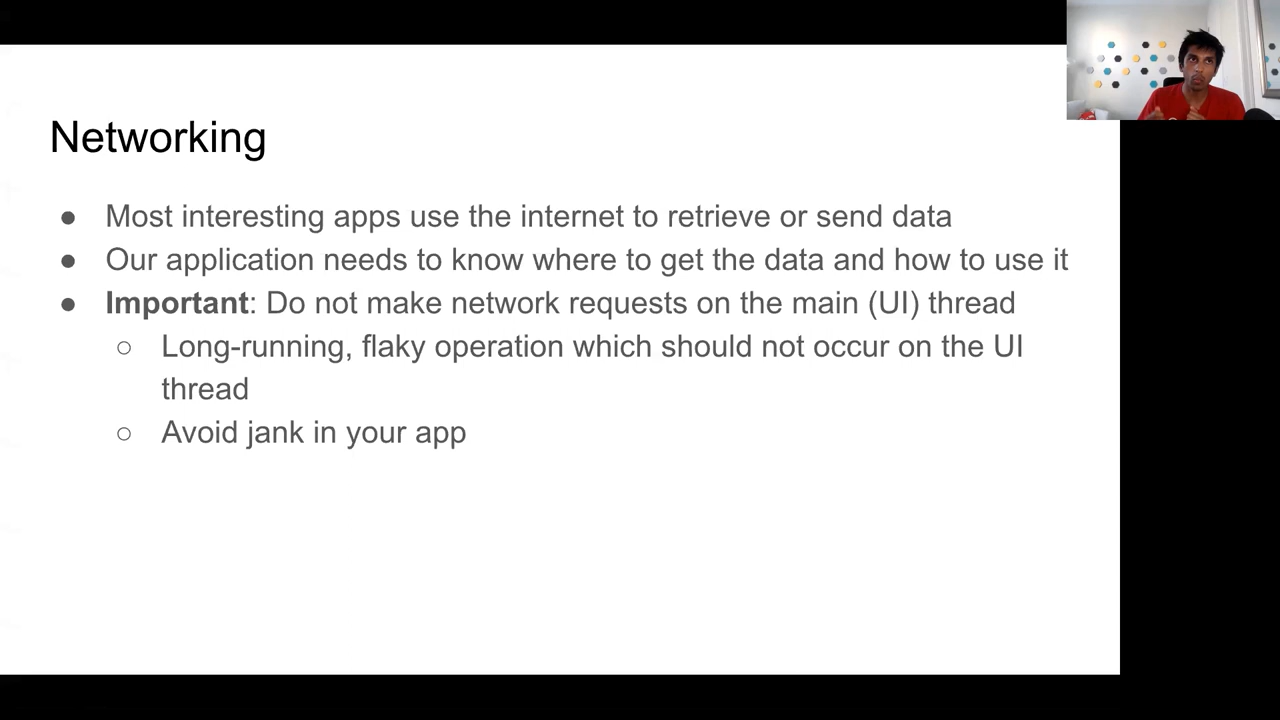 Networking
● Most interesting apps use the internet to retrieve or send data
● Our application needs to know where to get the data and how to use it
● Important: Do not make network requests on the main (UI) thread
○ Long-running, flaky operation which should not occur on the UI
thread
○ Avoid jank in your app